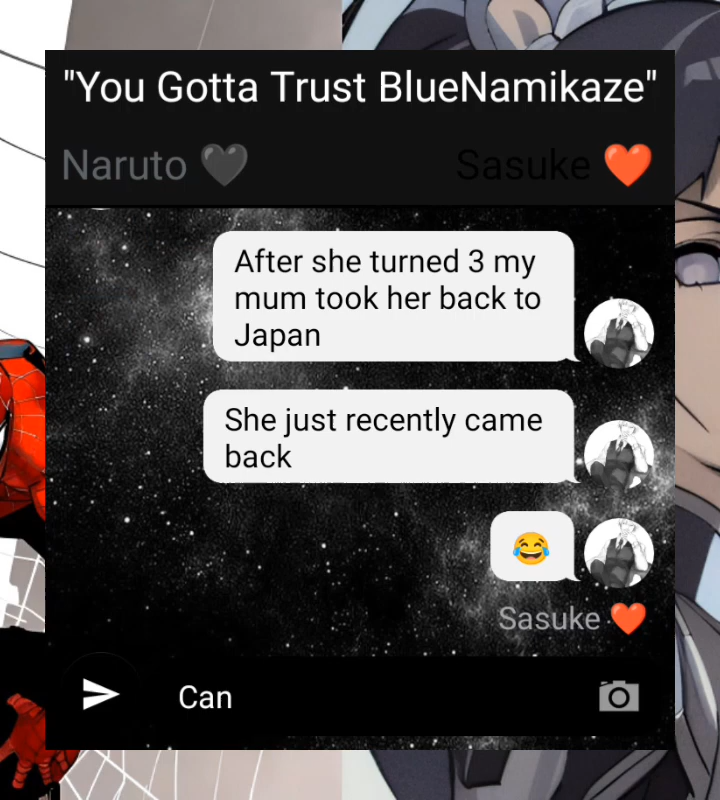 "You Gotta Trust BlueNamikaze"
Naruto 🖤 Sasuke ❤️
After she turned 3 my
mum took her back to
Japan
She just recently came
back
😂
Sasuke ❤️
Can